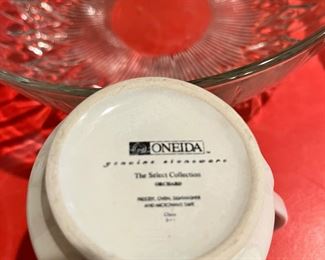 ONEIDA
genuine stoneware
The Select Collection
ORCHARD
FREEZER, OVEN, DISHWASHER
AND MICROWAVE SAFE
China